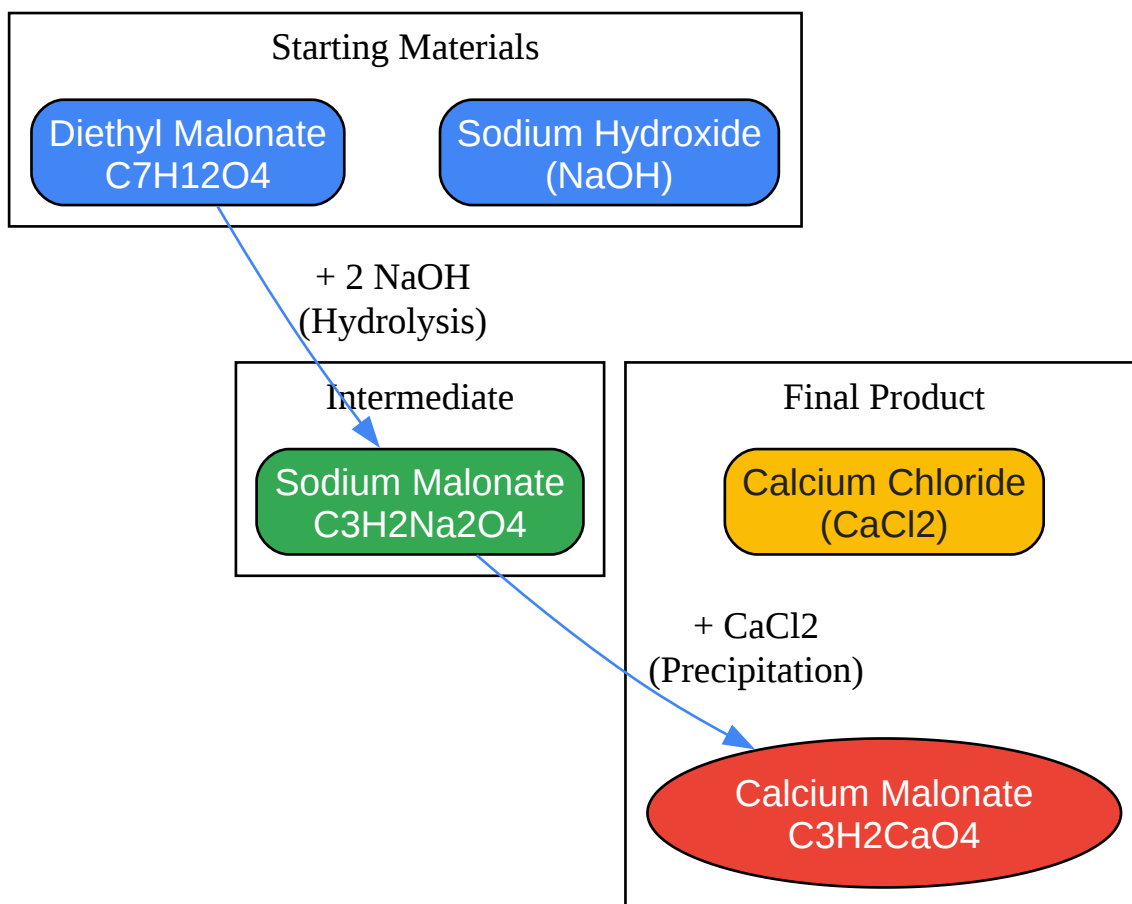 Starting Materials
Diethyl Malonate
C7H12O4
Sodium Hydroxide
(NaOH)
+ 2 NaOH
(Hydrolysis)
Intermediate
Sodium Malonate
C3H2Na2O4
Final Product
Calcium Chloride
(CaCl2)
+ CaCl2
(Precipitation)
Calcium Malonate
C3H2CaO4